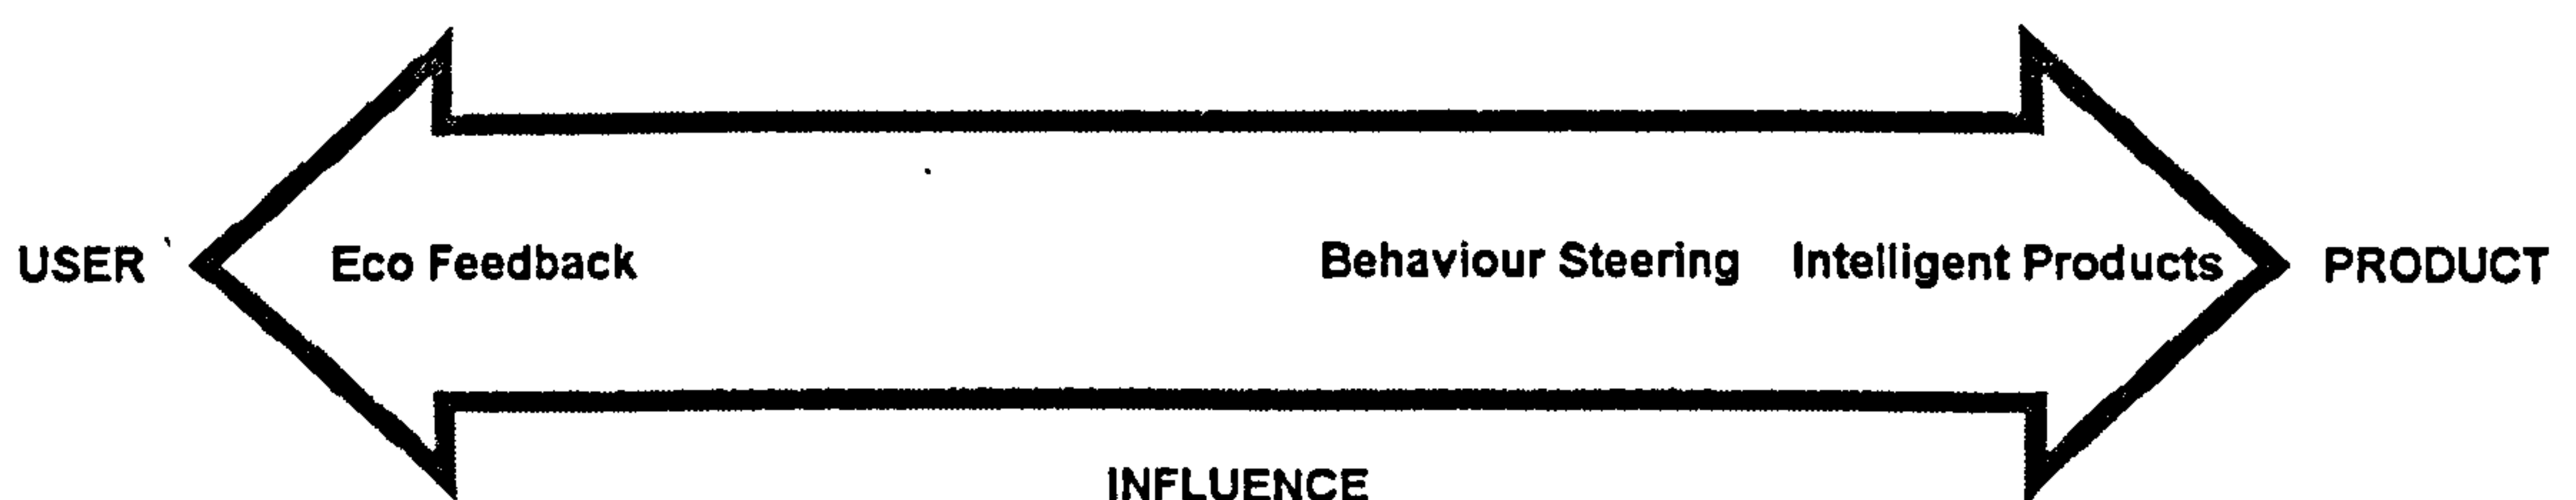 USER Eco Feedback Behaviour Steering Intelligent Products PRODUCT
INFLUENCE